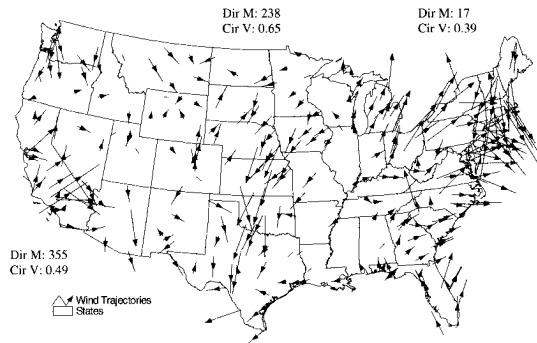 Dir M: 238
Cir V: 0.65
Dir M: 17
Cir V: 0.39
Dir M: 355
Cir V: 0.49
Wind Trajectories
States